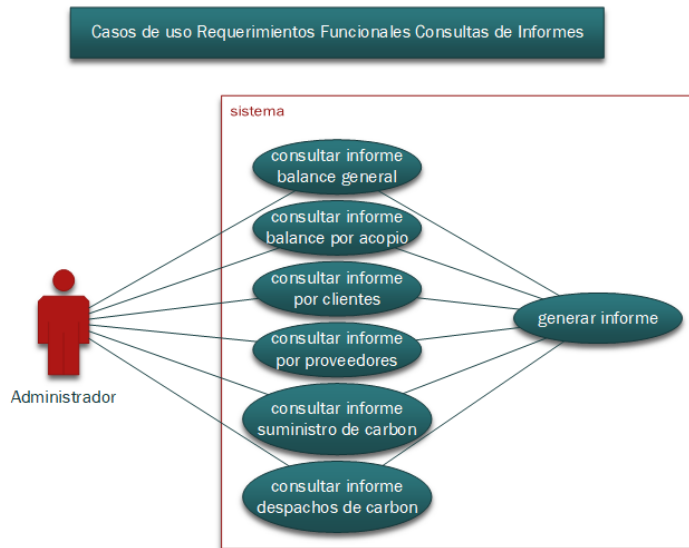 Casos de uso Requerimientos Funcionales Consultas de Informes
sistema
consultar informe
balance general
consultar informe
balance por acopio
consultar informe
por clientes
generar informe
consultar informe
por proveedores
Administrador
consultar informe
suministro de carbon
consultar informe
despachos de carbon